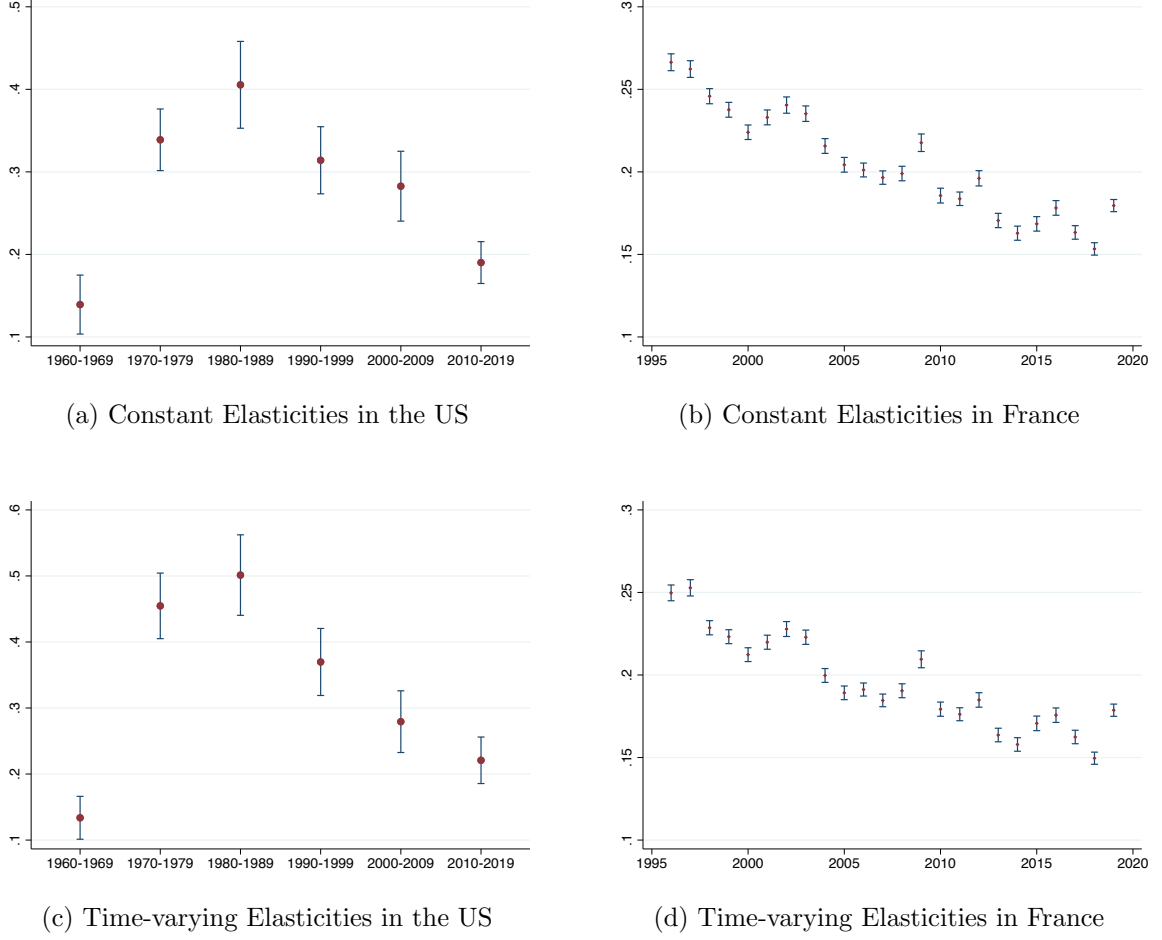 .5
.4
.3
.2
.1
1960-1969 1970-1979 1980-1989 1990-1999 2000-2009 2010-2019
(a) Constant Elasticities in the US
.3
.25
.2
.15
.1
1995 2000 2005 2010 2015 2020
(b) Constant Elasticities in France
.6
.5
.4
.3
.2
.1
1960-1969 1970-1979 1980-1989 1990-1999 2000-2009 2010-2019
(c) Time-varying Elasticities in the US
.3
.25
.2
.15
.1
1995 2000 2005 2010 2015 2020
(d) Time-varying Elasticities in France